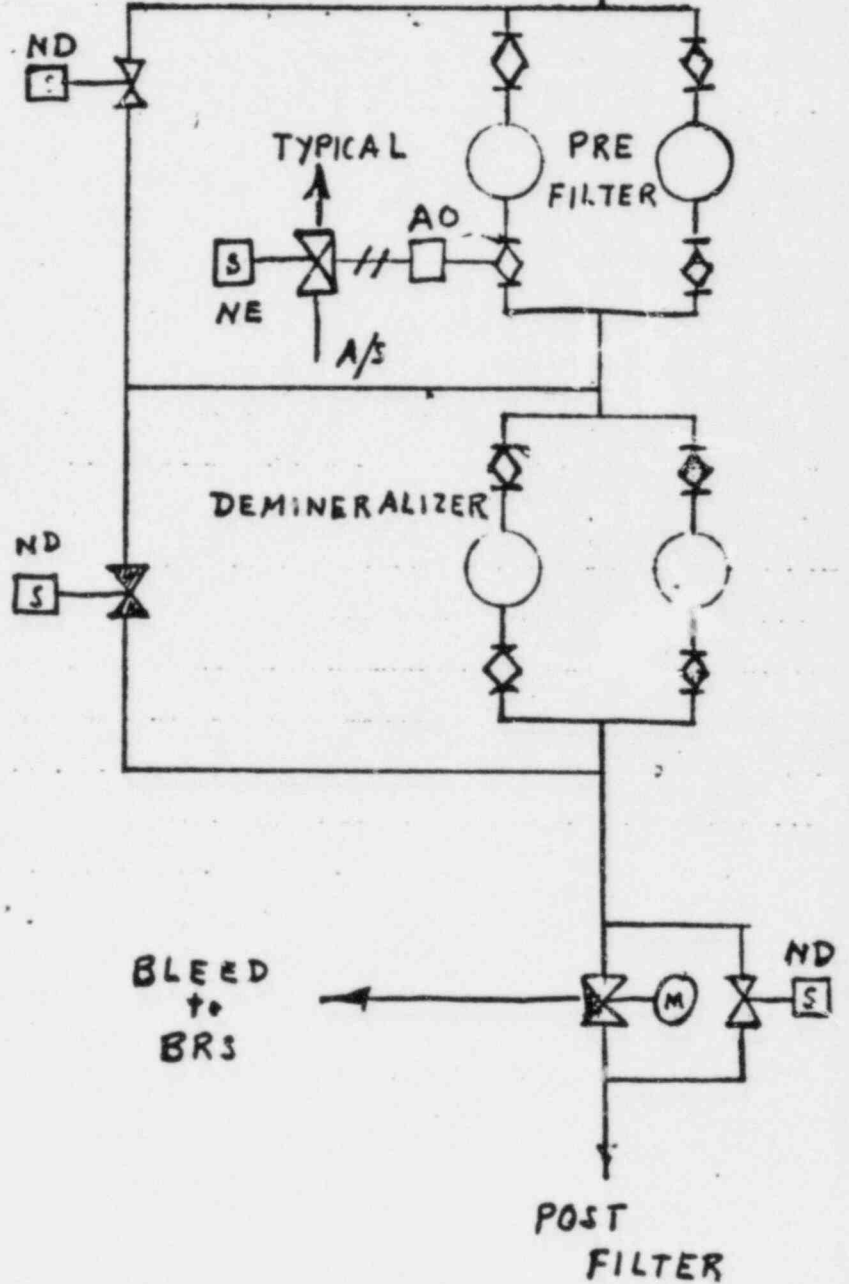 ND
S
TYPICAL
PRE
FILTER
AO
S
NE
A/S
DEMINERALIZER
ND
S
BLEED
to
BRS
M
ND
S
POST
FILTER